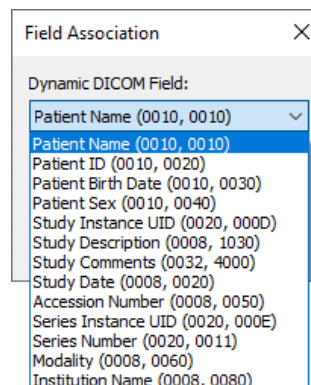 Field Association
Dynamic DICOM Field:
Patient Name (0010, 0010)
Patient Name (0010, 0010)
Patient ID (0010, 0020)
Patient Birth Date (0010, 0030)
Patient Sex (0010, 0040)
Study Instance UID (0020, 000D)
Study Description (0008, 1030)
Study Comments (0032, 4000)
Study Date (0008, 0020)
Accession Number (0008, 0050)
Series Instance UID (0020, 000E)
Series Number (0020, 0011)
Modality (0008, 0060)
Institution Name (0008, 0080)